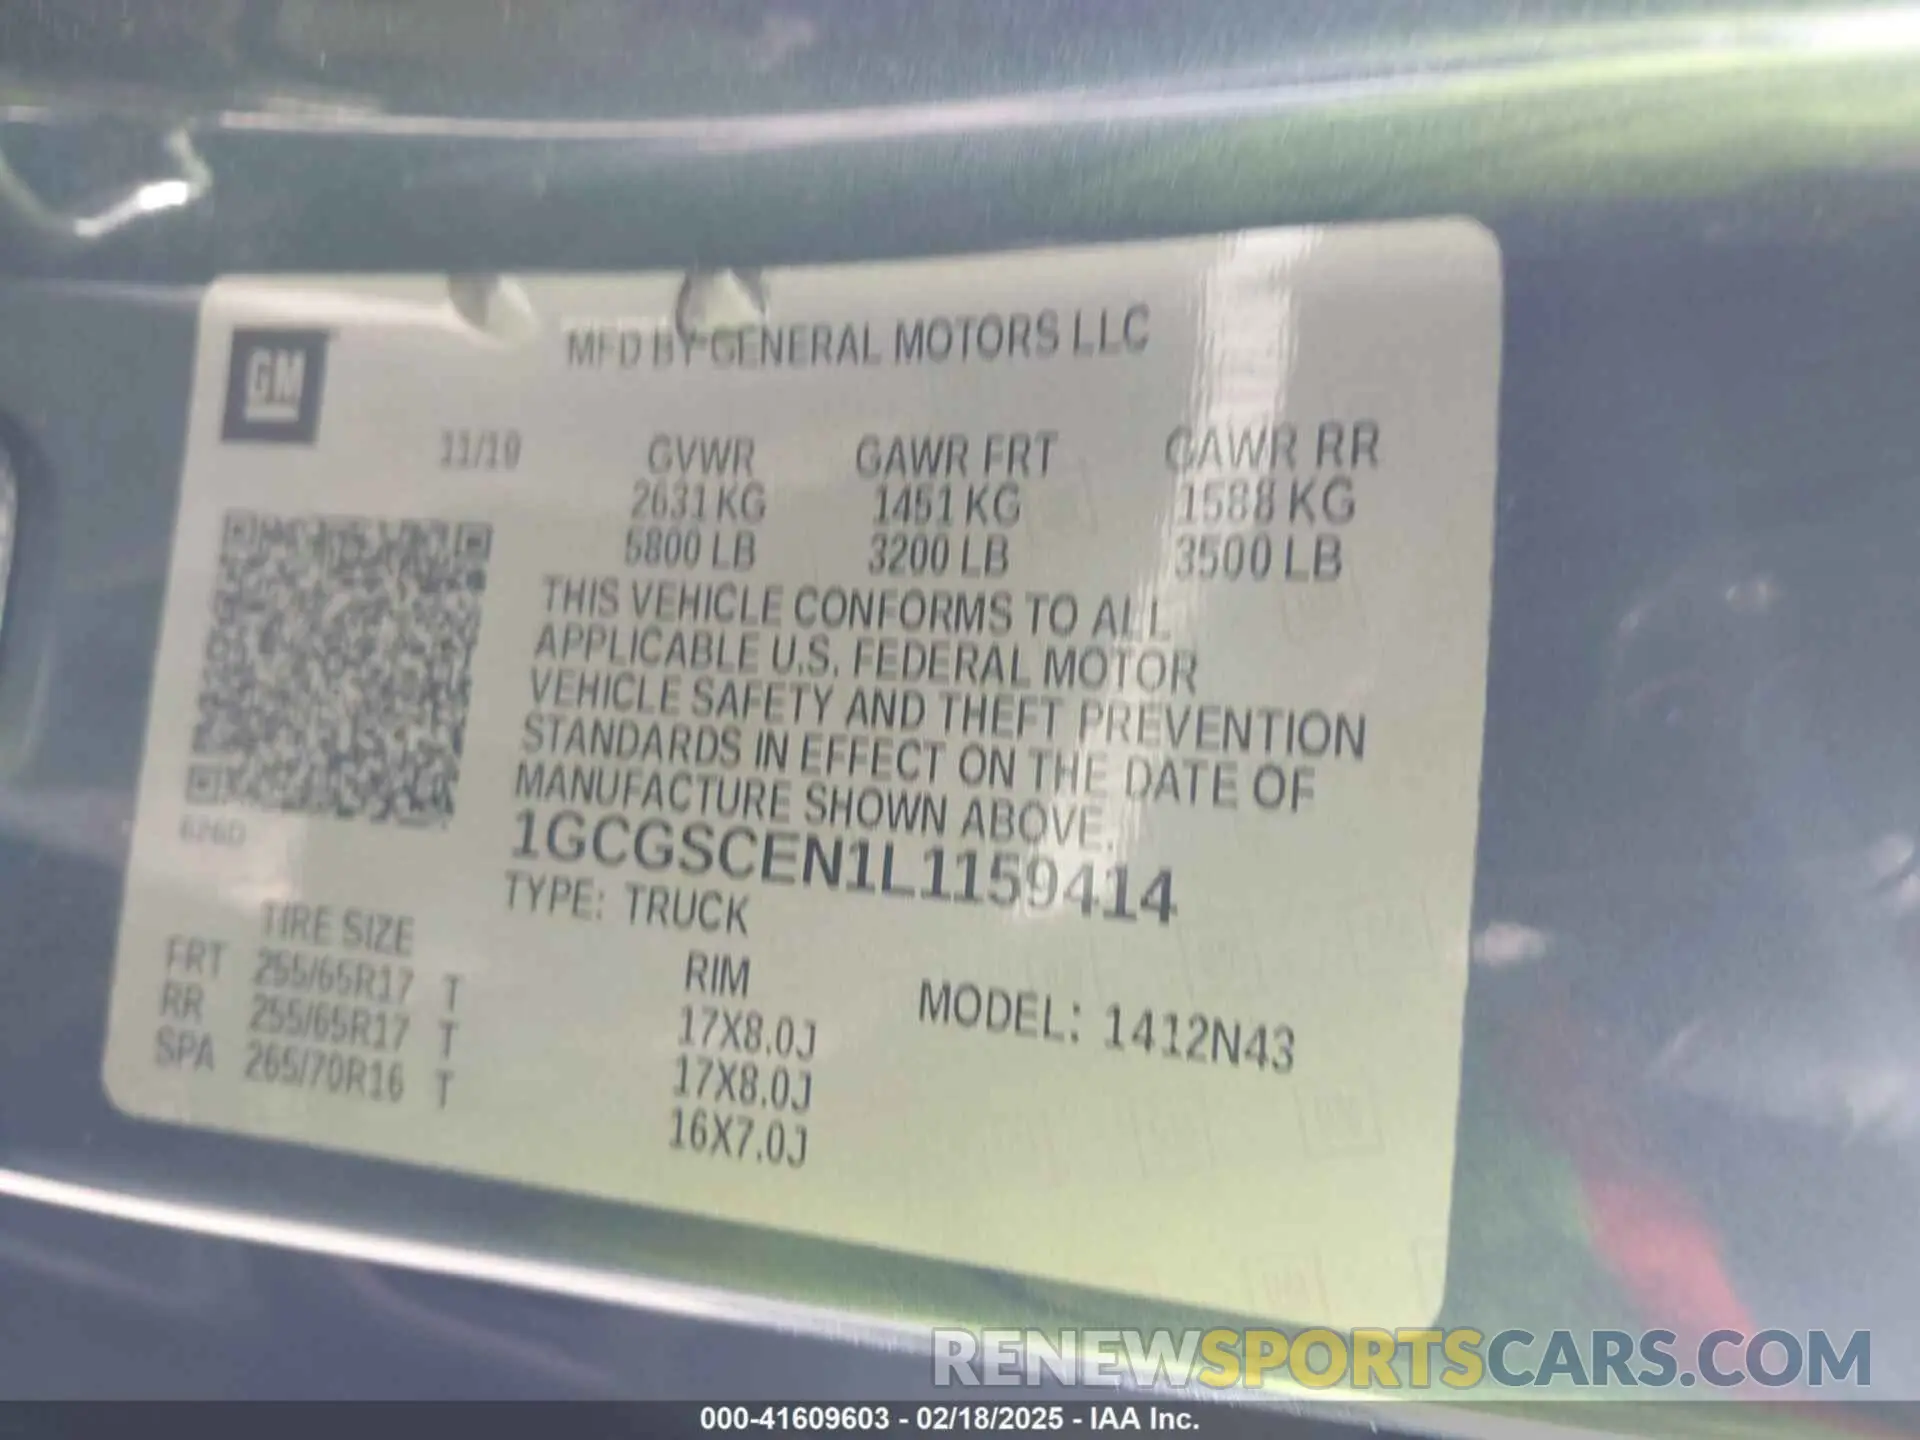 GM
MFD BY GENERAL MOTORS LLC
11/19 GVWR GAWR FRT GAWR RR
2631 KG 1451 KG 1588 KG
5800 LB 3200 LB 3500 LB
THIS VEHICLE CONFORMS TO ALL
APPLICABLE U.S. FEDERAL MOTOR
VEHICLE SAFETY AND THEFT PREVENTION
STANDARDS IN EFFECT ON THE DATE OF
MANUFACTURE SHOWN ABOVE.
1GCGSCEN1L1159414
TYPE: TRUCK
TIRE SIZE RIM
FRT 255/65R17 T 17X8.0J
RR 255/65R17 T 17X8.0J
SPA 265/70R16 T 16X7.0J
MODEL: 1412N43
RENEWSPORTSCARS.COM
000-41609603 - 02/18/2025 - IAA Inc.